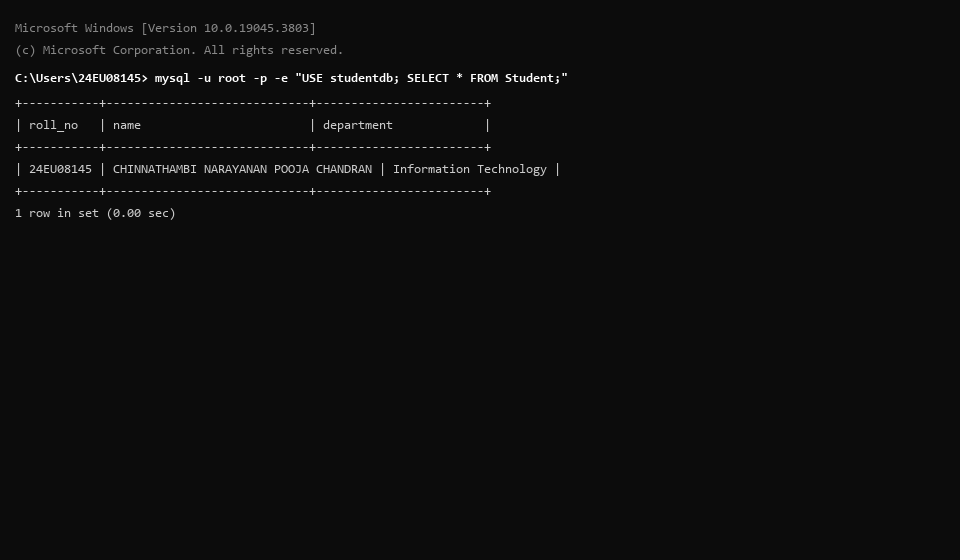 Microsoft Windows [Version 10.0.19045.3803]
(c) Microsoft Corporation. All rights reserved.
C:\Users\24EU08145> mysql -u root -p -e "USE studentdb; SELECT * FROM Student;"
+-----------+-----------------------------+------------------------+
| roll_no   | name                        | department             |
+-----------+-----------------------------+------------------------+
| 24EU08145 | CHINNATHAMBI NARAYANAN POOJA CHANDRAN | Information Technology |
+-----------+-----------------------------+------------------------+
1 row in set (0.00 sec)